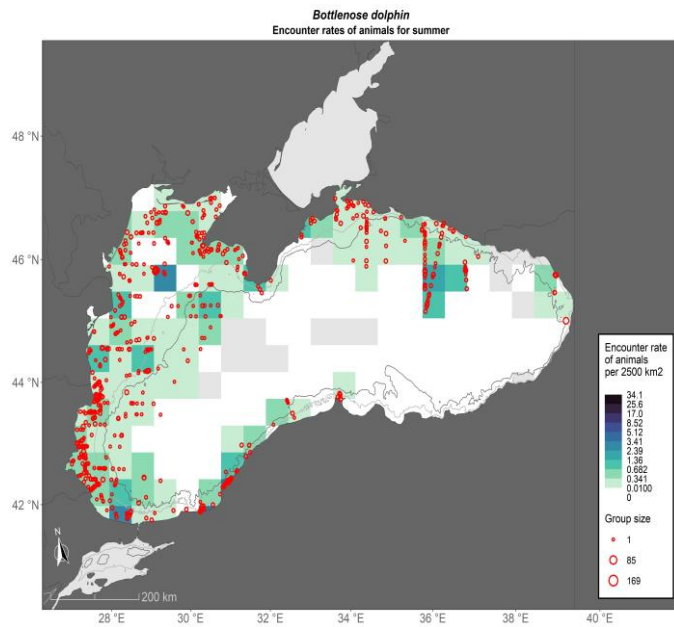 Bottlenose dolphin
Encounter rates of animals for summer
48 °N
46 °N
44 °N
42 °N
N
200 km
28 °E
30 °E
32 °E
34 °E
36 °E
38 °E
40 °E
Encounter rate
of animals
per 2500 km2
34.1
25.6
17.0
8.52
5.12
3.41
2.39
1.36
0.682
0.341
0.0100
0
Group size
1
85
169